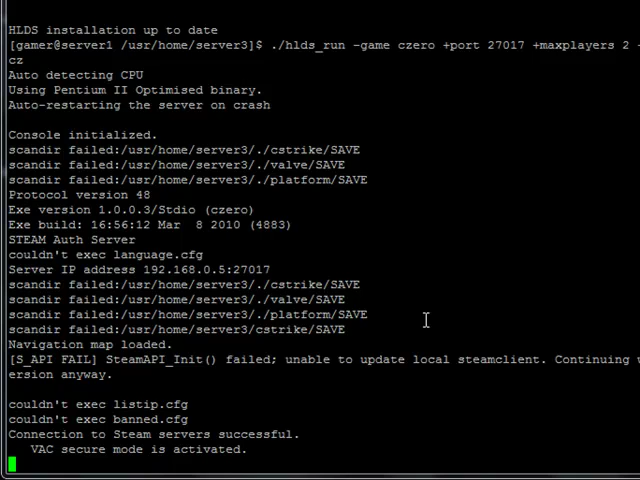 HLDS installation up to date
[gamer@server1 /usr/home/server3]$ ./hlds_run -game czero +port 27017 +maxplayers 2 -
cz
Auto detecting CPU
Using Pentium II Optimised binary.
Auto-restarting the server on crash
Console initialized.
scandir failed:/usr/home/server3/./cstrike/SAVE
scandir failed:/usr/home/server3/./valve/SAVE
scandir failed:/usr/home/server3/./platform/SAVE
Protocol version 48
Exe version 1.0.0.3/Stdio (czero)
Exe build: 16:56:12 Mar  8 2010 (4883)
STEAM Auth Server
couldn't exec language.cfg
Server IP address 192.168.0.5:27017
scandir failed:/usr/home/server3/./cstrike/SAVE
scandir failed:/usr/home/server3/./valve/SAVE
scandir failed:/usr/home/server3/./platform/SAVE
scandir failed:/usr/home/server3/cstrike/SAVE
Navigation map loaded.
[S_API FAIL] SteamAPI_Init() failed; unable to update local steamclient. Continuing
ersion anyway.
couldn't exec listip.cfg
couldn't exec banned.cfg
Connection to Steam servers successful.
VAC secure mode is activated.